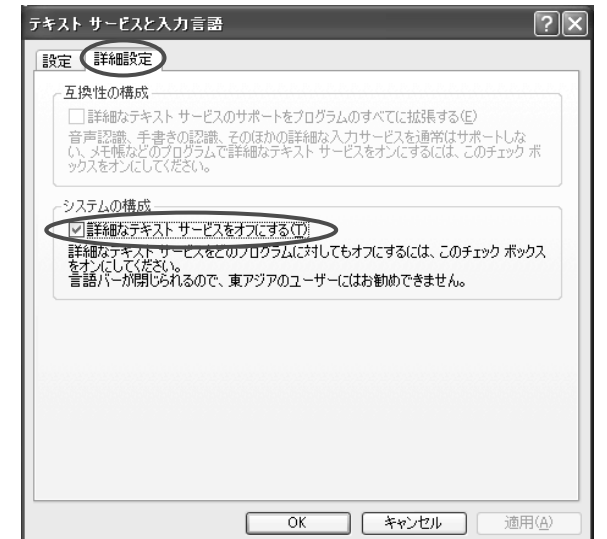 テキスト サービスと入力言語
設定 詳細設定
互換性の構成
詳細なテキスト サービスのサポートをプログラムのすべてに拡張する(E)
音声認識、手書きの認識、そのほかの詳細な入力サービスを通常はサポートしな
い、メモ帳などのプログラムで詳細なテキスト サービスをオンにするには、このチェック ボ
ックスをオンにしてください。
システムの構成
詳細なテキスト サービスをオフにする(T)
詳細なテキスト サービスをどのプログラムに対してもオフにするには、このチェック ボックス
をオンにしてください。
言語バーが閉じられるので、東アジアのユーザーにはお勧めできません。
OK キャンセル 適用(A)